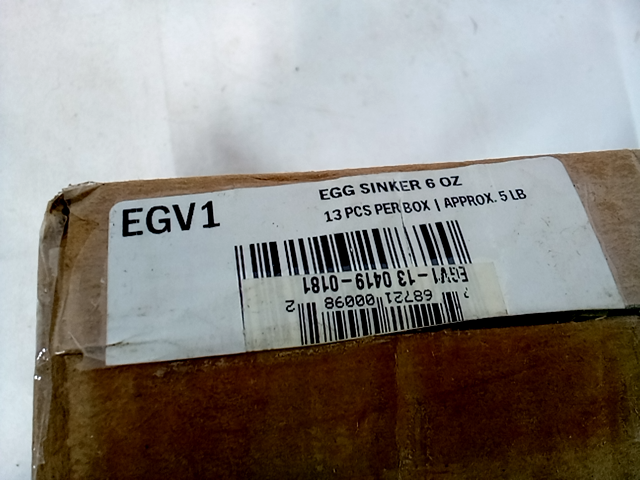 EGV1
EGG SINKER 6 OZ
13 PCS PER BOX | APPROX. 5 LB
EGV1-13 0419-0181
7 68721 00098 2